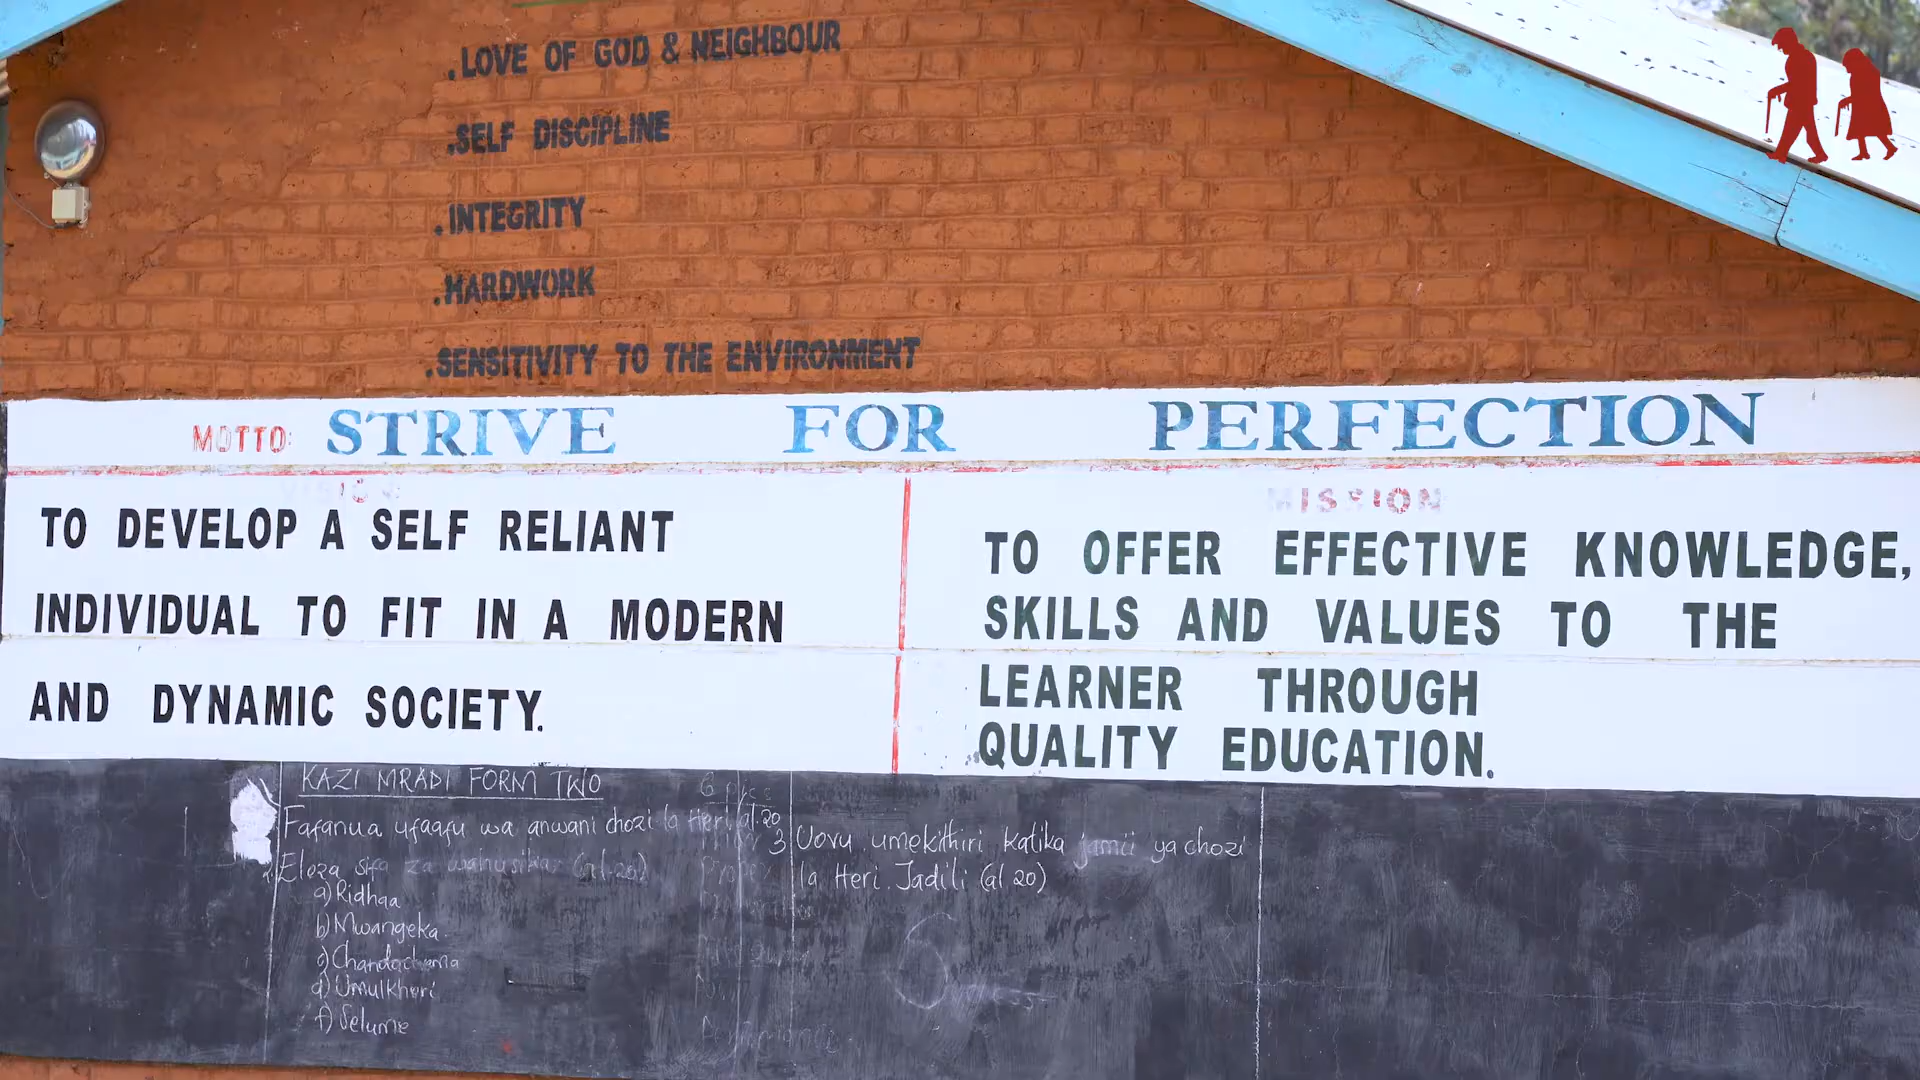 .LOVE OF GOD & NEIGHBOUR
.SELF DISCIPLINE
.INTEGRITY
.HARDWORK
.SENSITIVITY TO THE ENVIRONMENT
MOTTO: STRIVE FOR PERFECTION
VISION
TO DEVELOP A SELF RELIANT
INDIVIDUAL TO FIT IN A MODERN
AND DYNAMIC SOCIETY.
MISSION
TO OFFER EFFECTIVE KNOWLEDGE,
SKILLS AND VALUES TO THE
LEARNER THROUGH
QUALITY EDUCATION.
KAZI MRADI FORM TWO
Fafanua ufaafu wa anwani chozi la Heri al.20
Eleza sifa za wahusika (al.20)
a) Ridhaa
b) Mwangeka
c) Chandachema
d) Umulkheri
f) Selume
3 Uovu umekithiri katika jamii ya chozi
la Heri. Jadili (al 20)